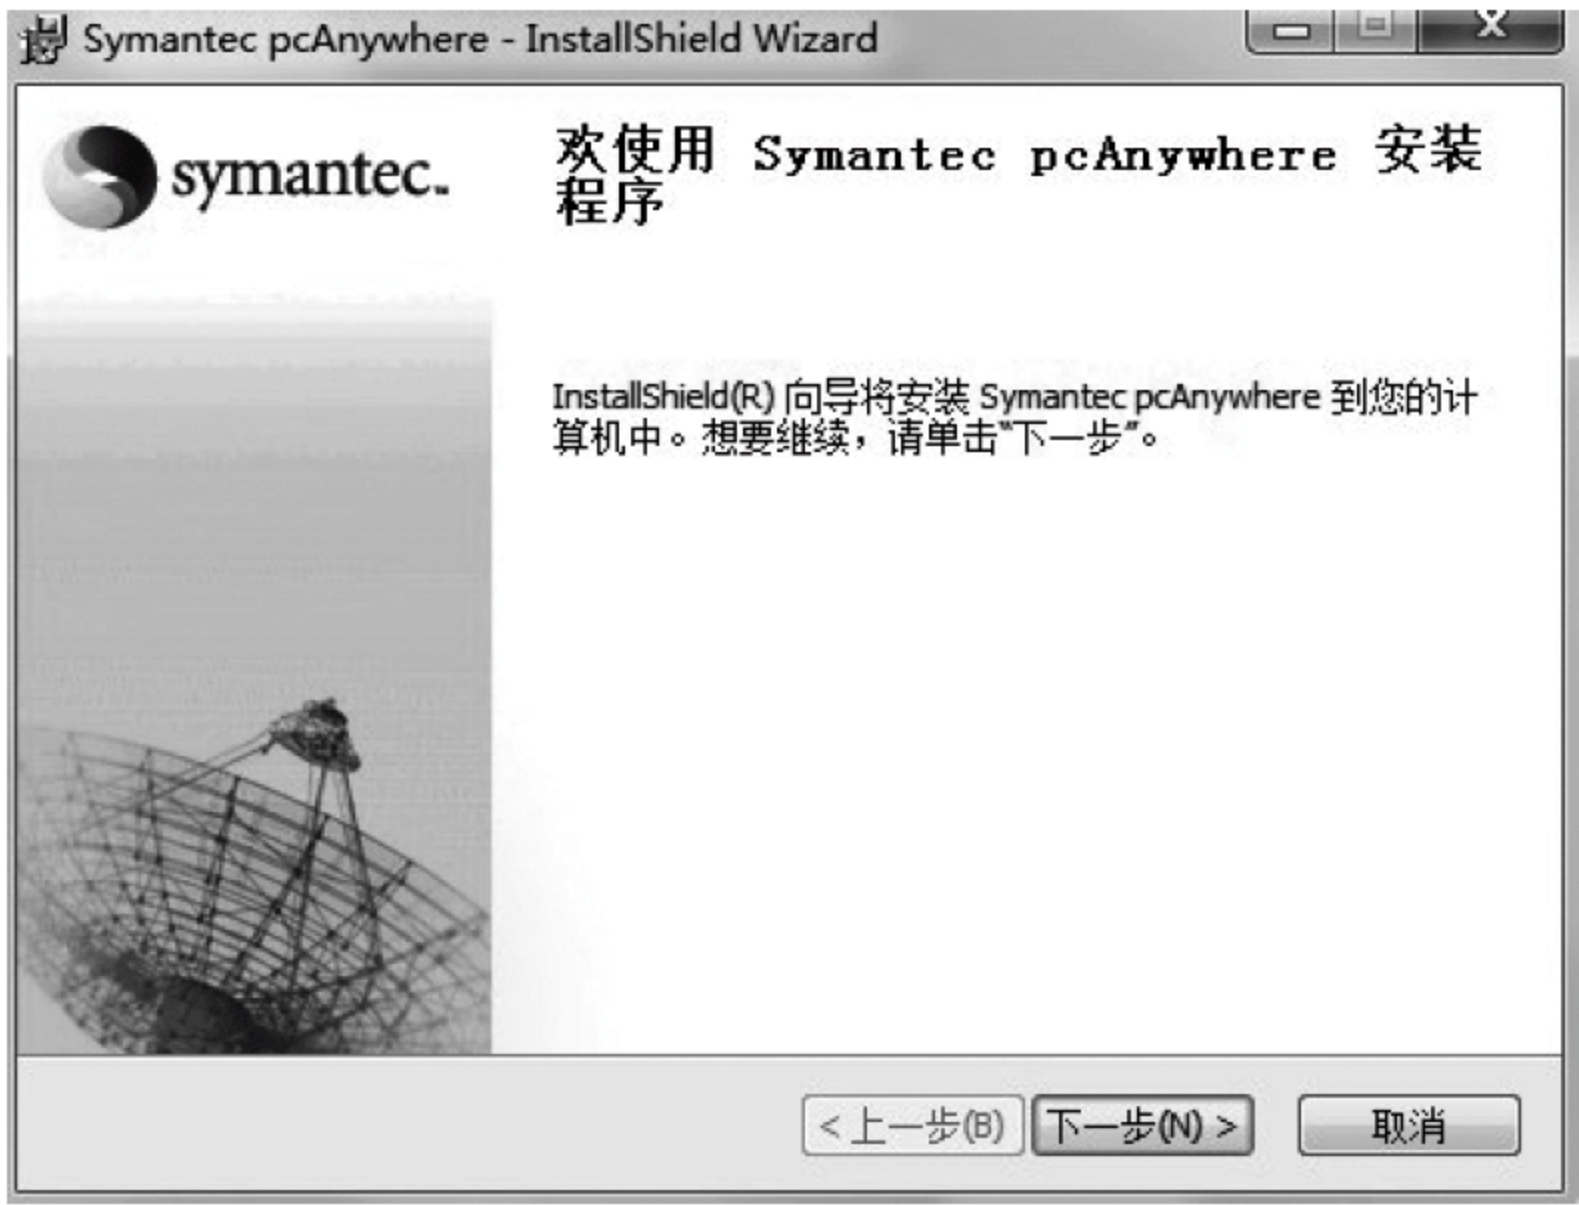 Symantec pcAnywhere - InstallShield Wizard
symantec™
欢使用 Symantec pcAnywhere 安装
程序
InstallShield(R) 向导将安装 Symantec pcAnywhere 到您的计
算机中。想要继续，请单击“下一步”。
< 上一步(B)
下一步(N) >
取消